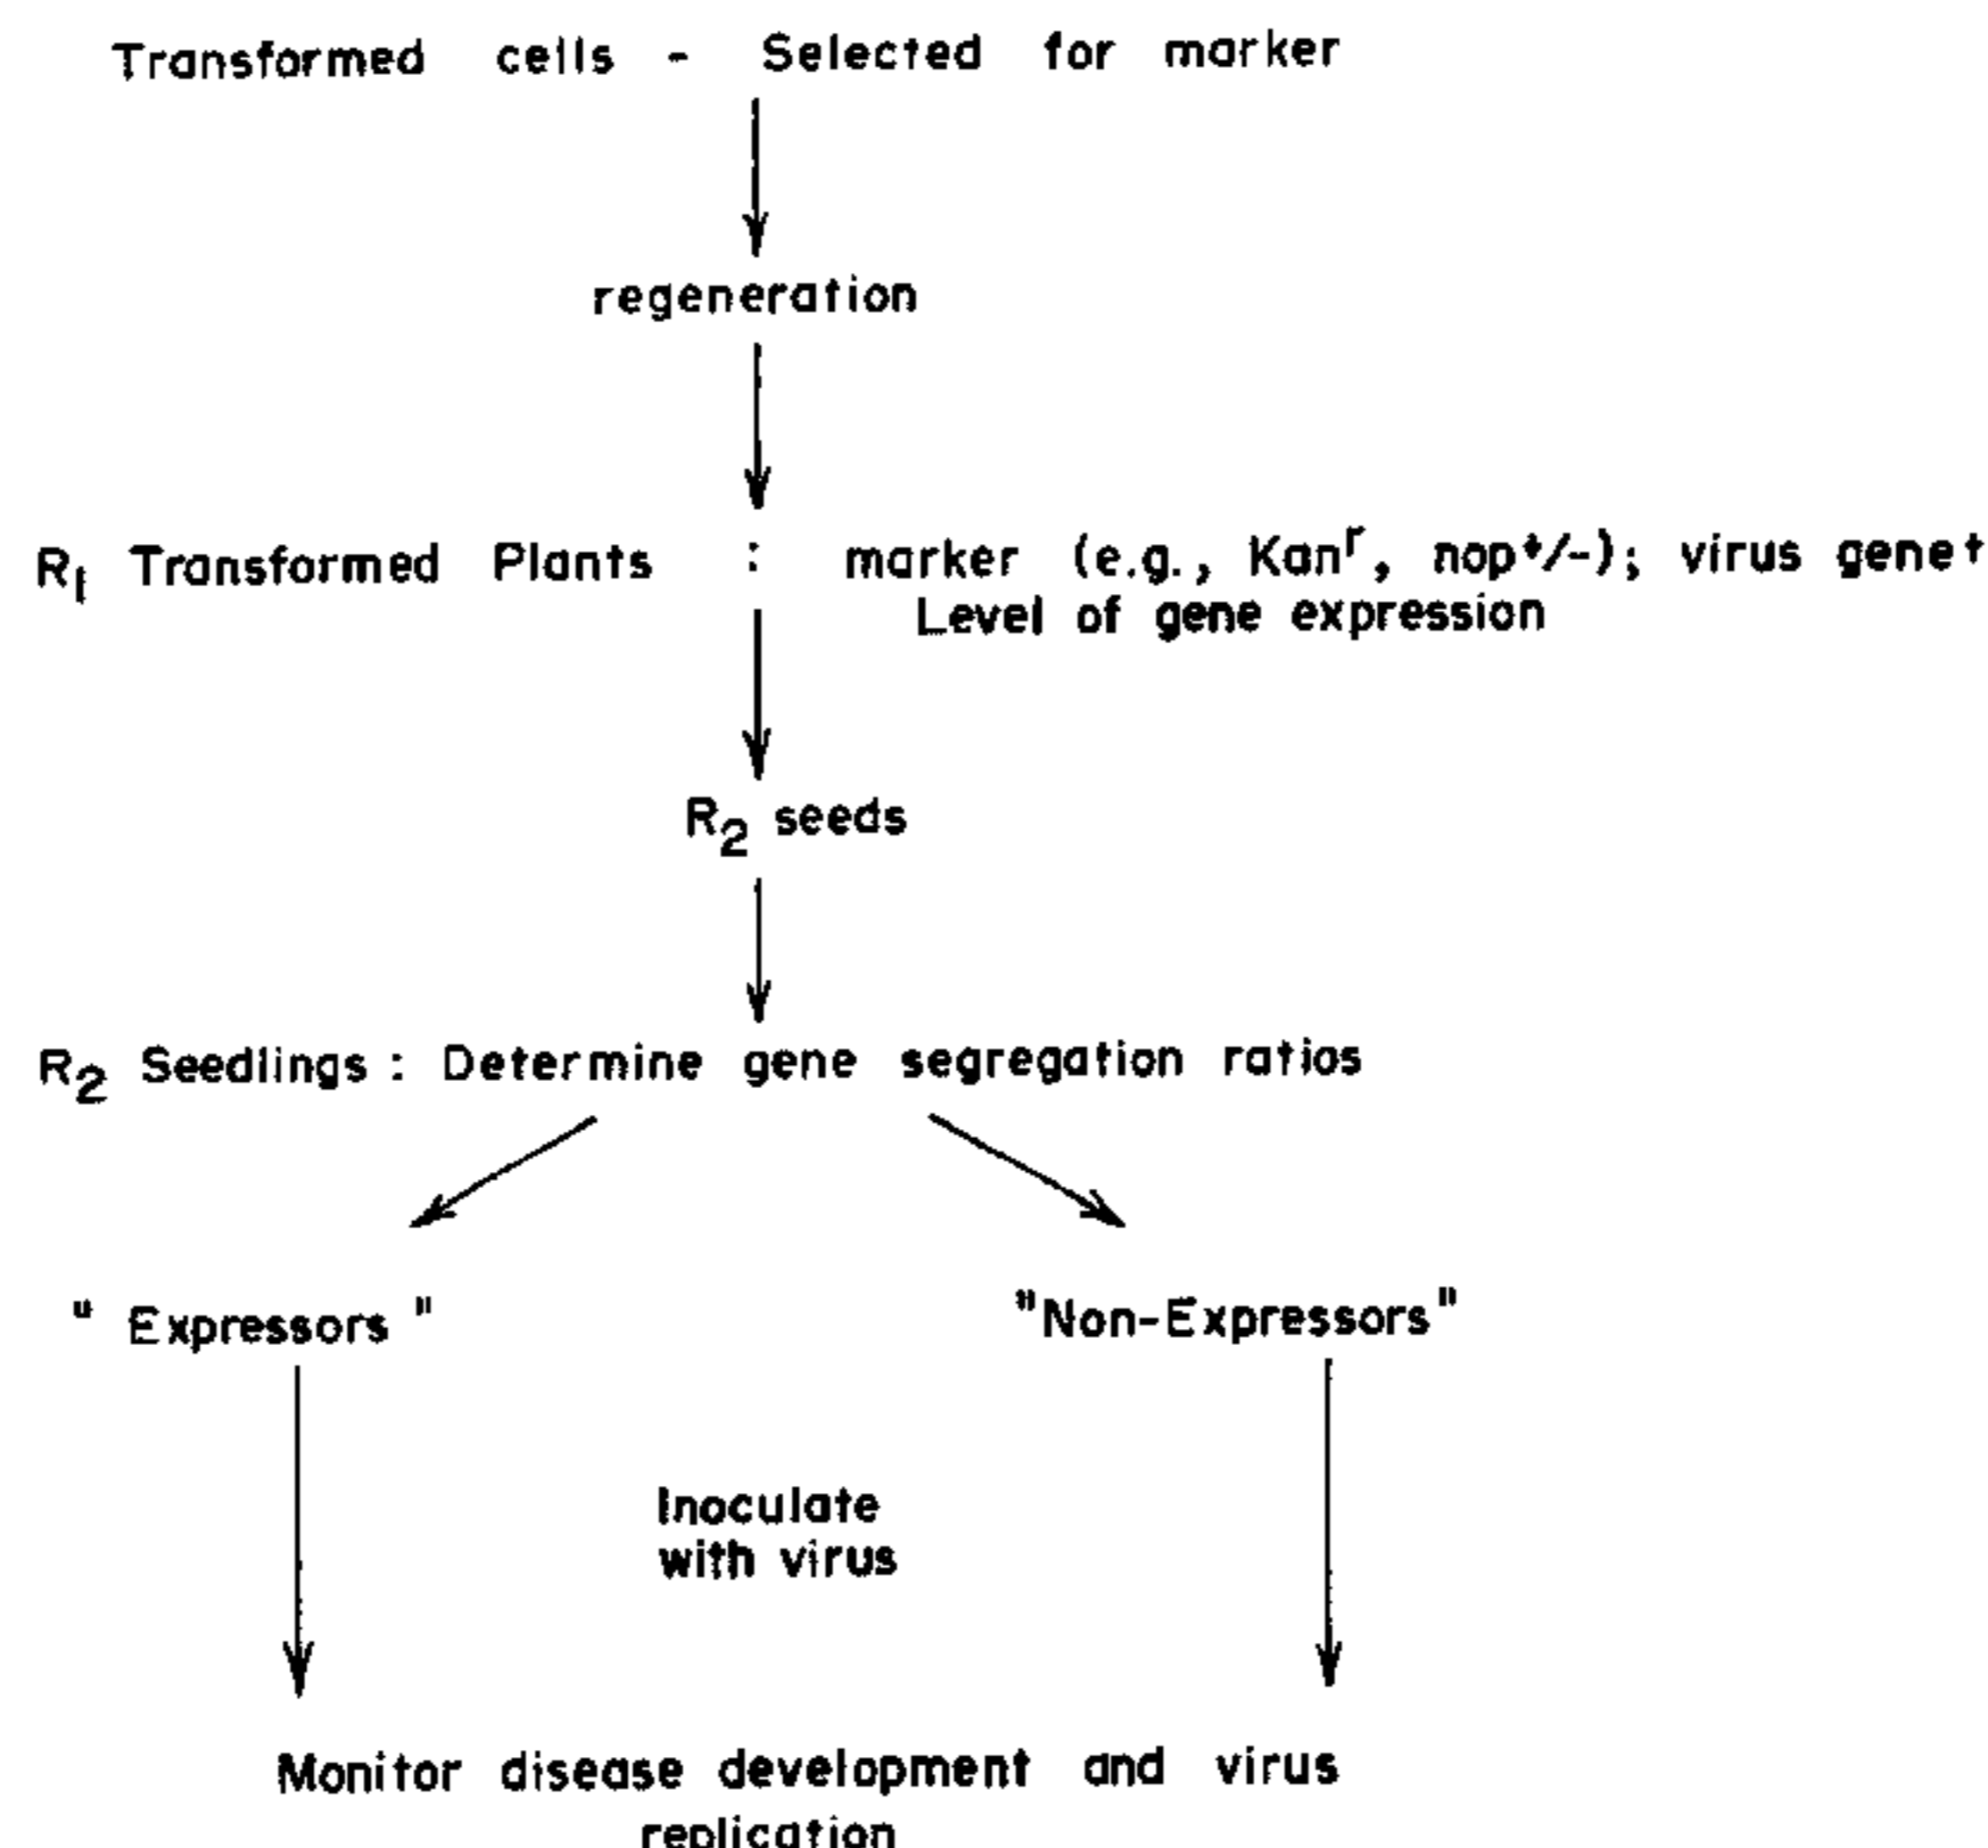 Transformed cells - Selected for marker
regeneration
R₁ Transformed Plants : marker (e.g., Kanʳ, nop⁺/-); virus gene†
Level of gene expression
R₂ seeds
R₂ Seedlings : Determine gene segregation ratios
" Expressors " "Non-Expressors"
Inoculate
with virus
Monitor disease development and virus
replication